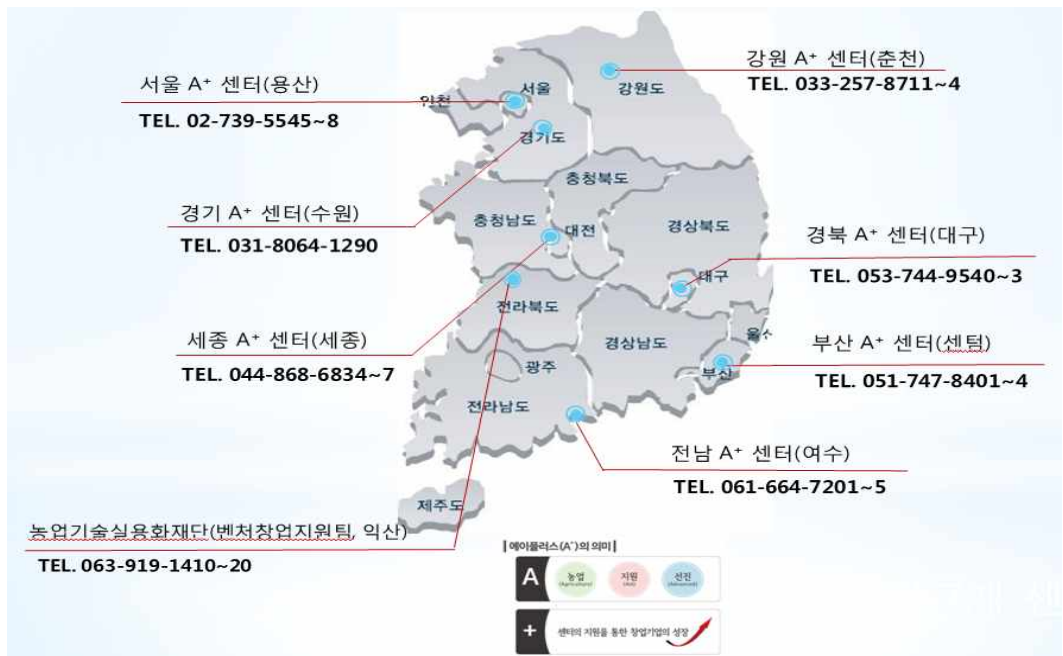 강원 A⁺ 센터(춘천)
TEL. 033-257-8711~4
서울 A⁺ 센터(용산)
TEL. 02-739-5545~8
인천
서울
강원도
경기도
충청북도
경기 A⁺ 센터(수원)
TEL. 031-8064-1290
충청남도
대전
경상북도
경북 A⁺ 센터(대구)
TEL. 053-744-9540~3
대구
전라북도
세종 A⁺ 센터(세종)
TEL. 044-868-6834~7
경상남도
부산 A⁺ 센터(센텀)
TEL. 051-747-8401~4
부산
광주
전라남도
전남 A⁺ 센터(여수)
TEL. 061-664-7201~5
제주도
농업기술실용화재단(벤처창업지원팀, 익산)
TEL. 063-919-1410~20
에이플러스(A⁺)의 의미
A
농업
(Agriculture)
지원
(Aid)
선진
(Advanced)
+
센터의 지원을 통한 창업기업의 성장